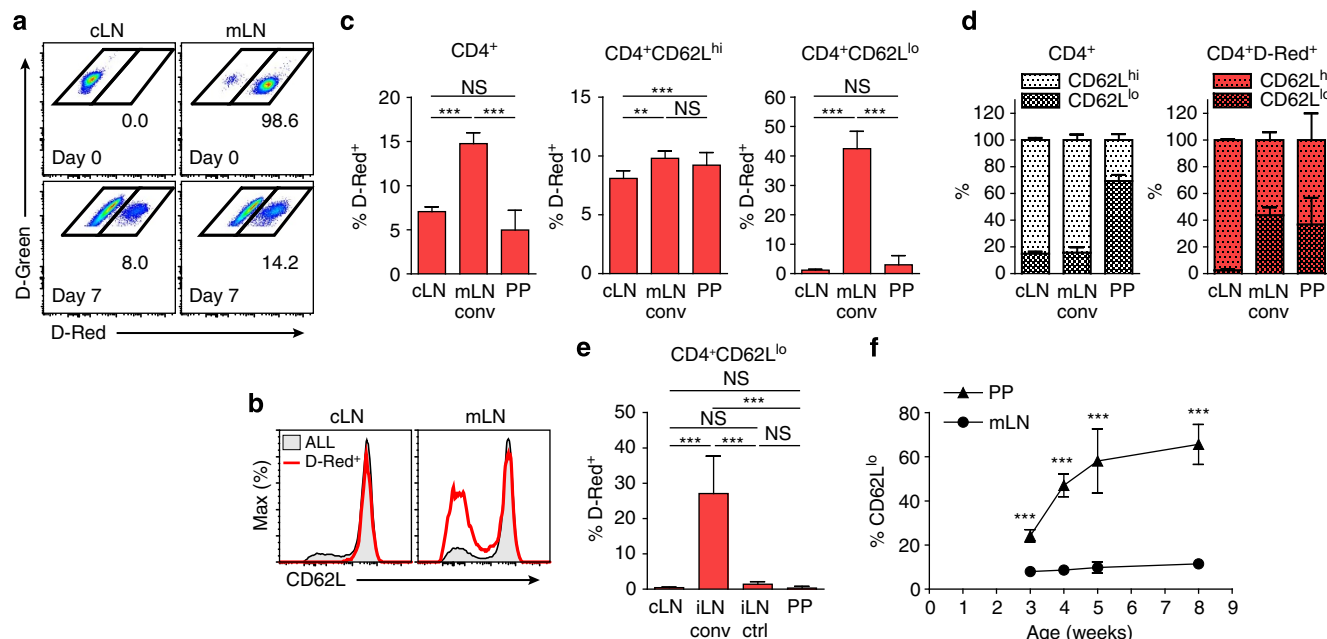 a
cLN
mLN
0.0
98.6
Day 0
Day 0
8.0
14.2
Day 7
Day 7
D-Green
D-Red
b
cLN
mLN
ALL
D-Red+
Max (%)
CD62L
c
CD4+
NS
***
***
20
15
10
5
0
% D-Red+
cLN mLN PP
conv
CD4+CD62Lhi
***
**
NS
15
10
5
0
% D-Red+
cLN mLN PP
conv
CD4+CD62Llo
NS
***
***
60
50
40
30
20
10
0
% D-Red+
cLN mLN PP
conv
d
CD4+
CD62Lhi
CD62Llo
120
100
80
60
40
20
0
%
cLN mLN PP
conv
CD4+D-Red+
CD62Lh
CD62Llo
120
100
80
60
40
20
0
%
cLN mLN PP
conv
e
CD4+CD62Llo
NS
***
NS
***
***
NS
50
40
30
20
10
0
% D-Red+
cLN iLN iLN PP
conv ctrl
f
PP
mLN
80
60
40
20
0
% CD62Llo
***
***
***
***
0 1 2 3 4 5 6 7 8 9
Age (weeks)